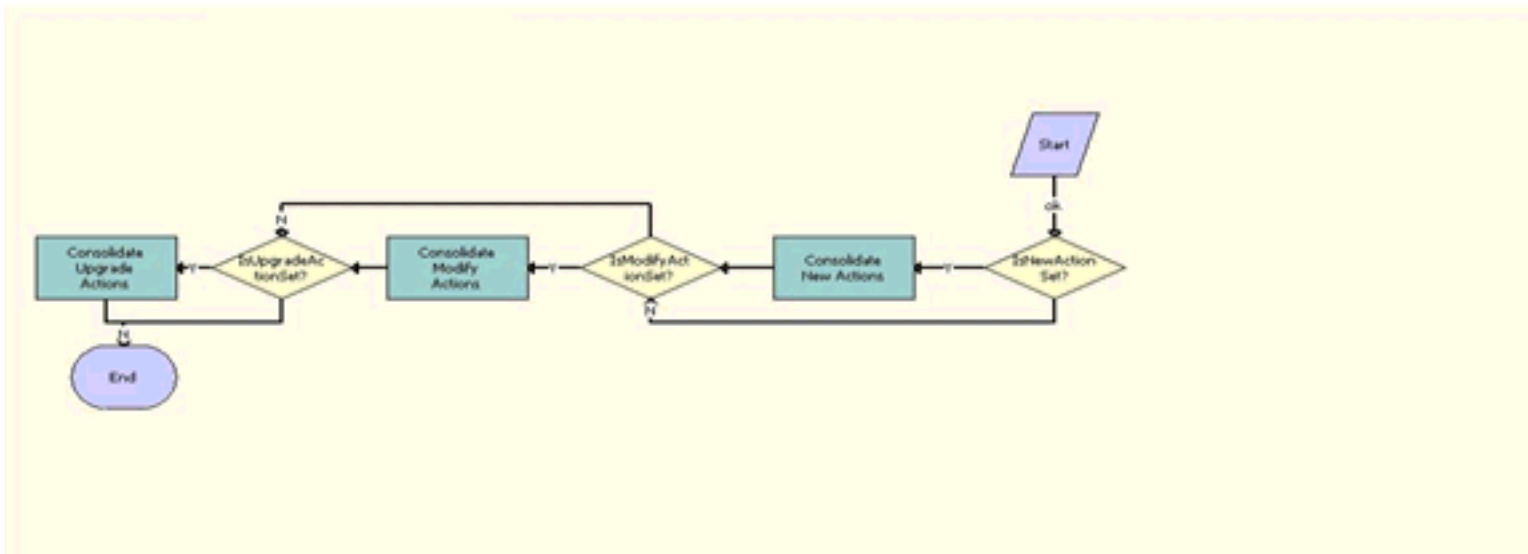 Start
ok
Consolidate
Upgrade
Actions
Y
N
IsUpgradeAc
tionSet?
Consolidate
Modify
Actions
Y
IsModifyAct
ionSet?
N
Consolidate
New Actions
Y
IsNewAction
Set?
N
End